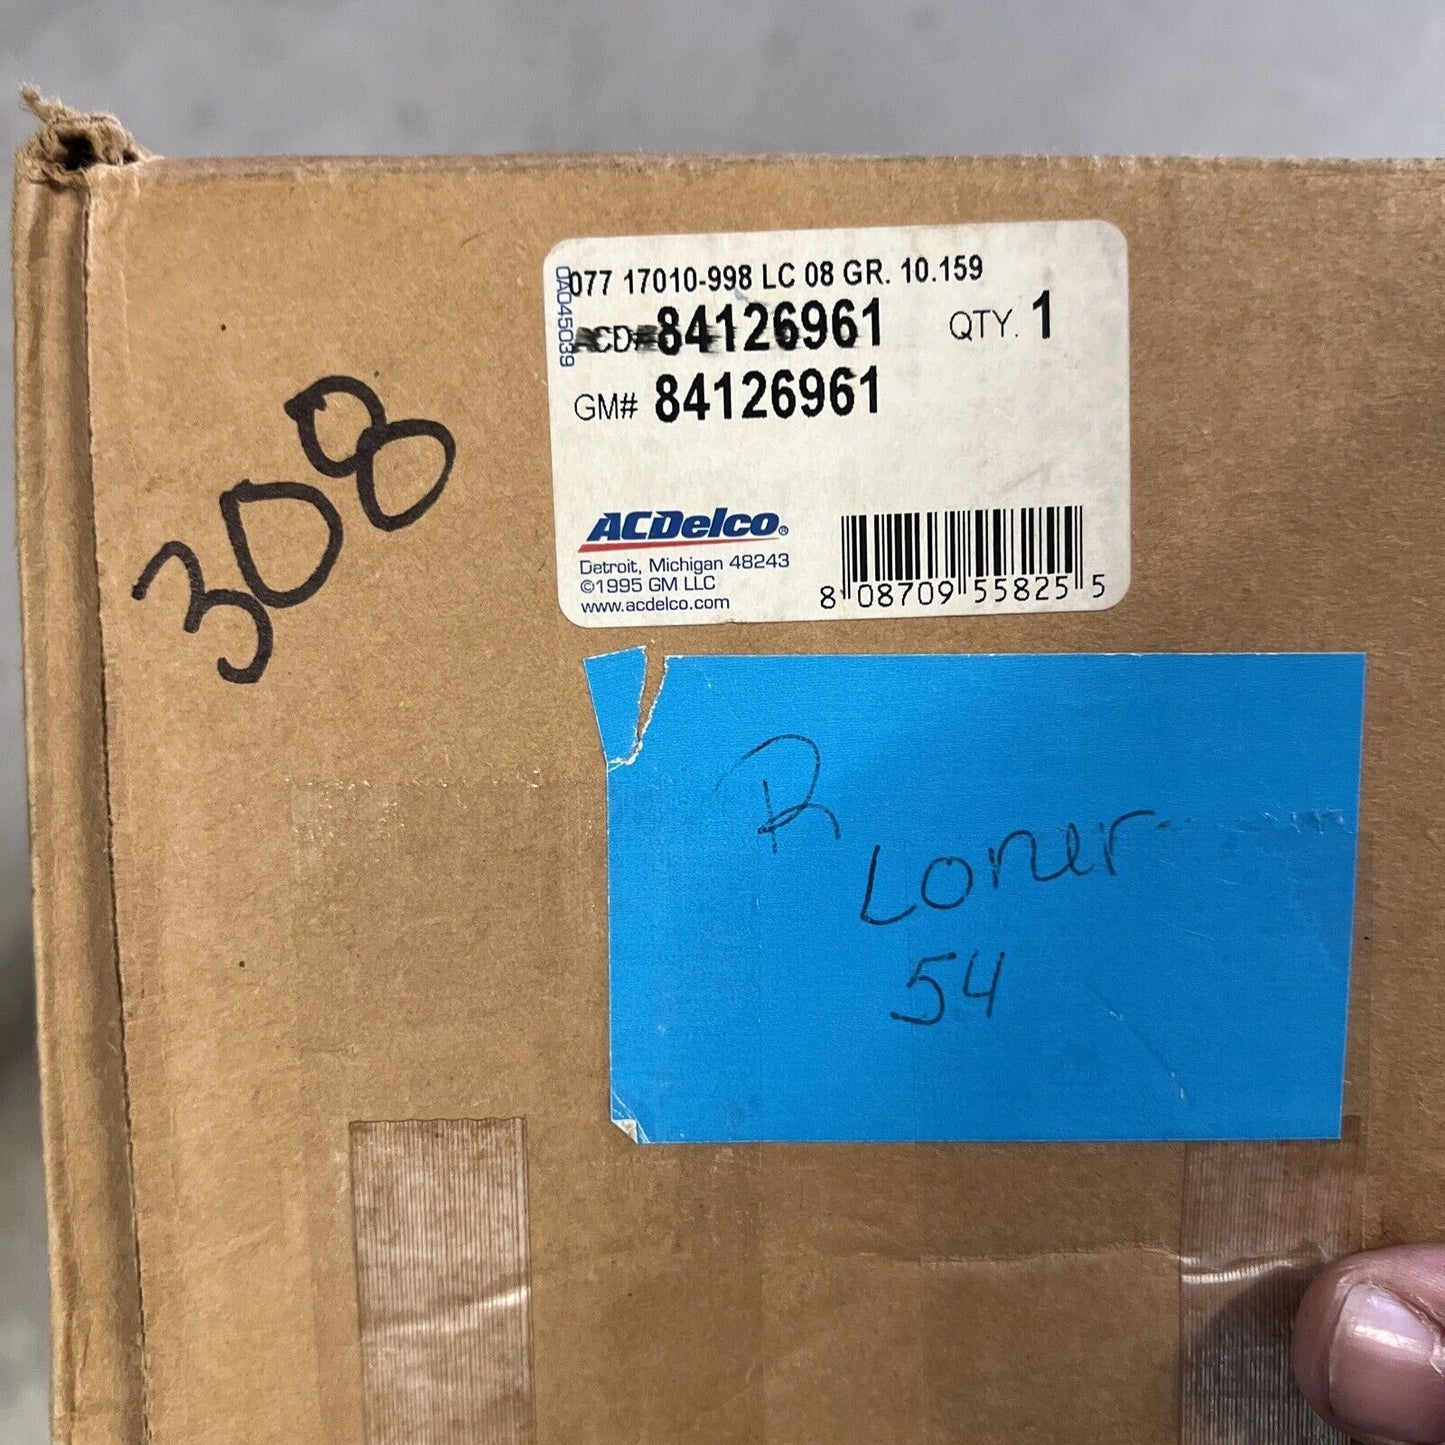 077 17010-998 LC 08 GR. 10.159
0A045039
ACD# 84126961 QTY. 1
GM# 84126961
ACDelco®
Detroit, Michigan 48243
©1995 GM LLC
www.acdelco.com
8 08709 55825 5
308
R
Loner
54